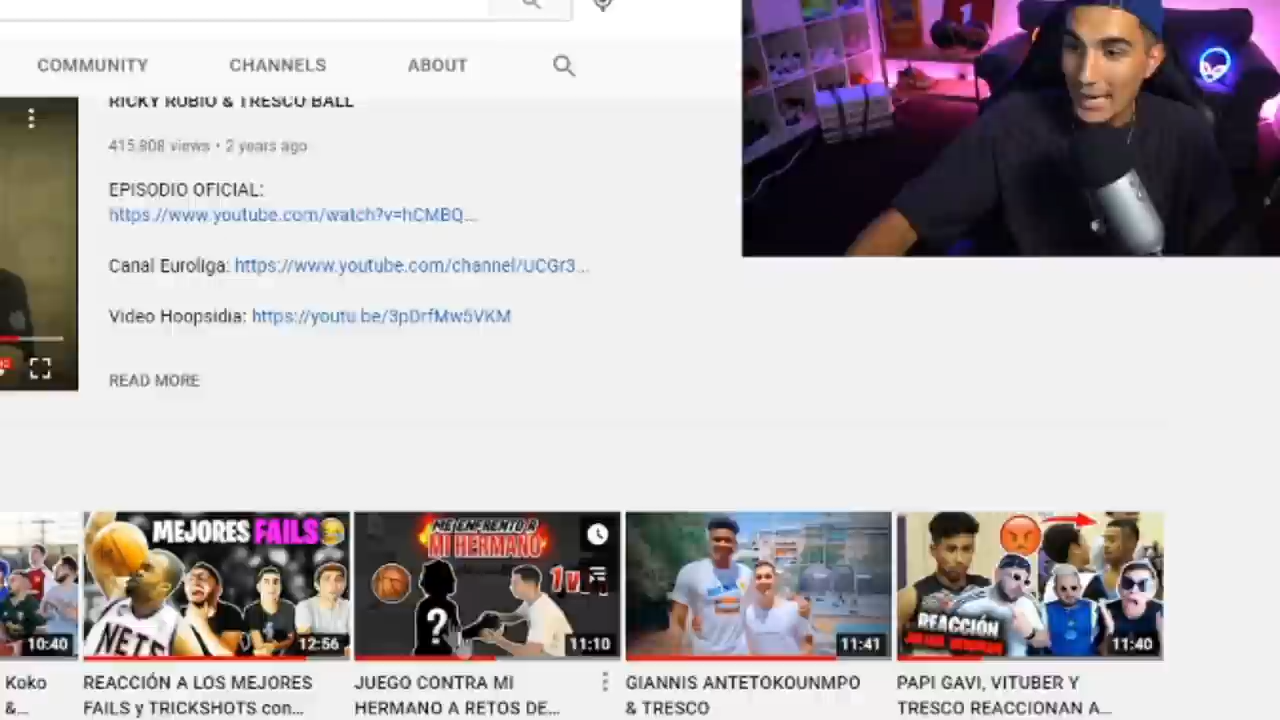 COMMUNITY CHANNELS ABOUT
RICKY RUBIO & TRESCO BALL
415.808 views • 2 years ago
EPISODIO OFICIAL:
https://www.youtube.com/watch?v=hCMBQ...
Canal Euroliga: https://www.youtube.com/channel/UCGr3...
Video Hoopsidia: https://youtu.be/3pDrfMw5VKM
READ MORE
10:40
MEJORES FAILS
NETS
12:56
ME ENFRENTO A
MI HERMANO
?
11:10
11:41
REACCIÓN
11:40
Koko
&...
REACCIÓN A LOS MEJORES
FAILS y TRICKSHOTS con...
JUEGO CONTRA MI
HERMANO A RETOS DE...
GIANNIS ANTETOKOUNMPO
& TRESCO
PAPI GAVI, VITUBER Y
TRESCO REACCIONAN A...